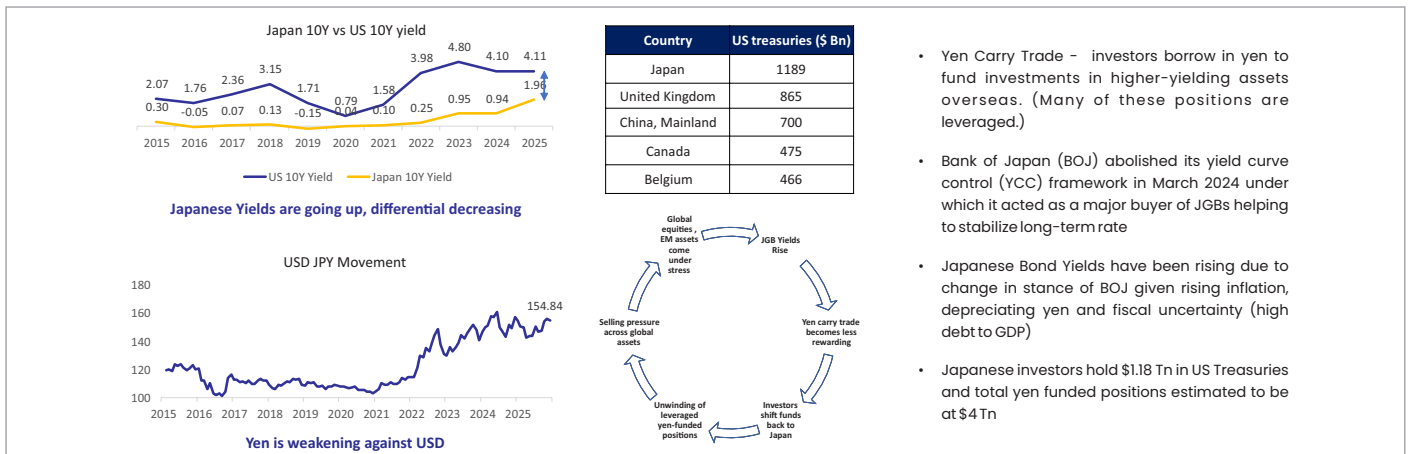 Japan 10Y vs US 10Y yield
2.07 1.76 2.36 3.15 1.71 0.79 1.58 3.98 4.80 4.10 4.11
0.30 -0.05 0.07 0.13 -0.15 0.04 0.10 0.25 0.95 0.94 1.96
2015 2016 2017 2018 2019 2020 2021 2022 2023 2024 2025
US 10Y Yield Japan 10Y Yield
Japanese Yields are going up, differential decreasing
USD JPY Movement
180
160
140
120
100
154.84
2015 2016 2017 2018 2019 2020 2021 2022 2023 2024 2025
Yen is weakening against USD
Country US treasuries ($ Bn)
Japan 1189
United Kingdom 865
China, Mainland 700
Canada 475
Belgium 466
Global
equities ,
EM assets
come
under
stress
JGB Yields
Rise
Yen carry trade
becomes less
rewarding
Investors
shift funds
back to
Japan
Unwinding of
leveraged
yen-funded
positions
Selling pressure
across global
assets
• Yen Carry Trade - investors borrow in yen to
fund investments in higher-yielding assets
overseas. (Many of these positions are
leveraged.)
• Bank of Japan (BOJ) abolished its yield curve
control (YCC) framework in March 2024 under
which it acted as a major buyer of JGBs helping
to stabilize long-term rate
• Japanese Bond Yields have been rising due to
change in stance of BOJ given rising inflation,
depreciating yen and fiscal uncertainty (high
debt to GDP)
• Japanese investors hold $1.18 Tn in US Treasuries
and total yen funded positions estimated to be
at $4 Tn